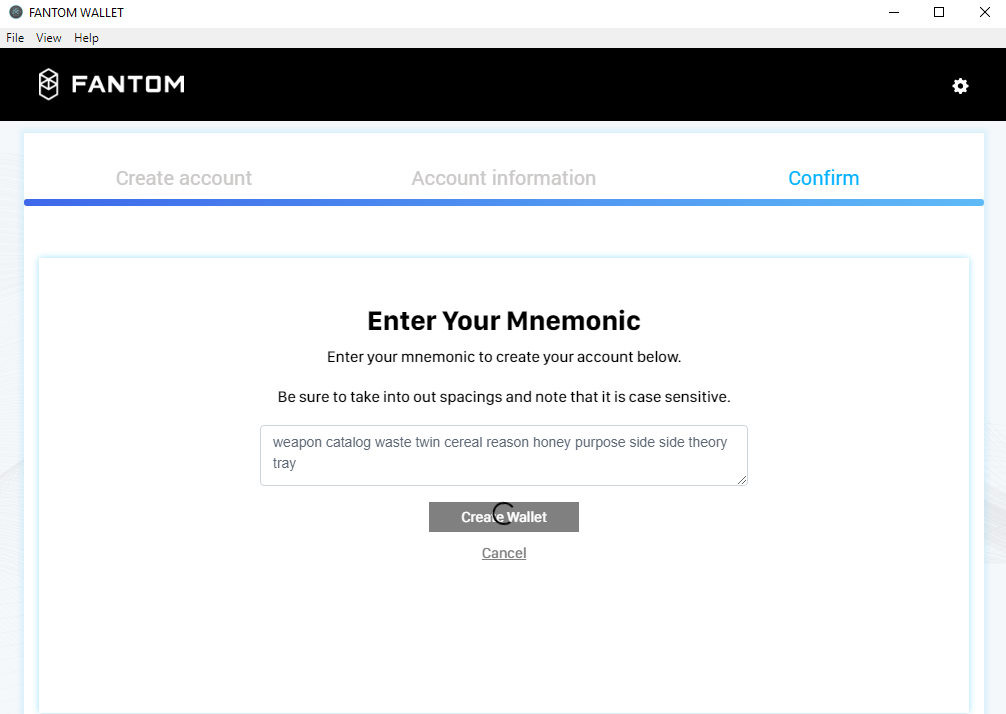 FANTOM WALLET
File View Help
FANTOM
Create account Account information Confirm
Enter Your Mnemonic
Enter your mnemonic to create your account below.
Be sure to take into out spacings and note that it is case sensitive.
weapon catalog waste twin cereal reason honey purpose side side theory
tray
Create Wallet
Cancel